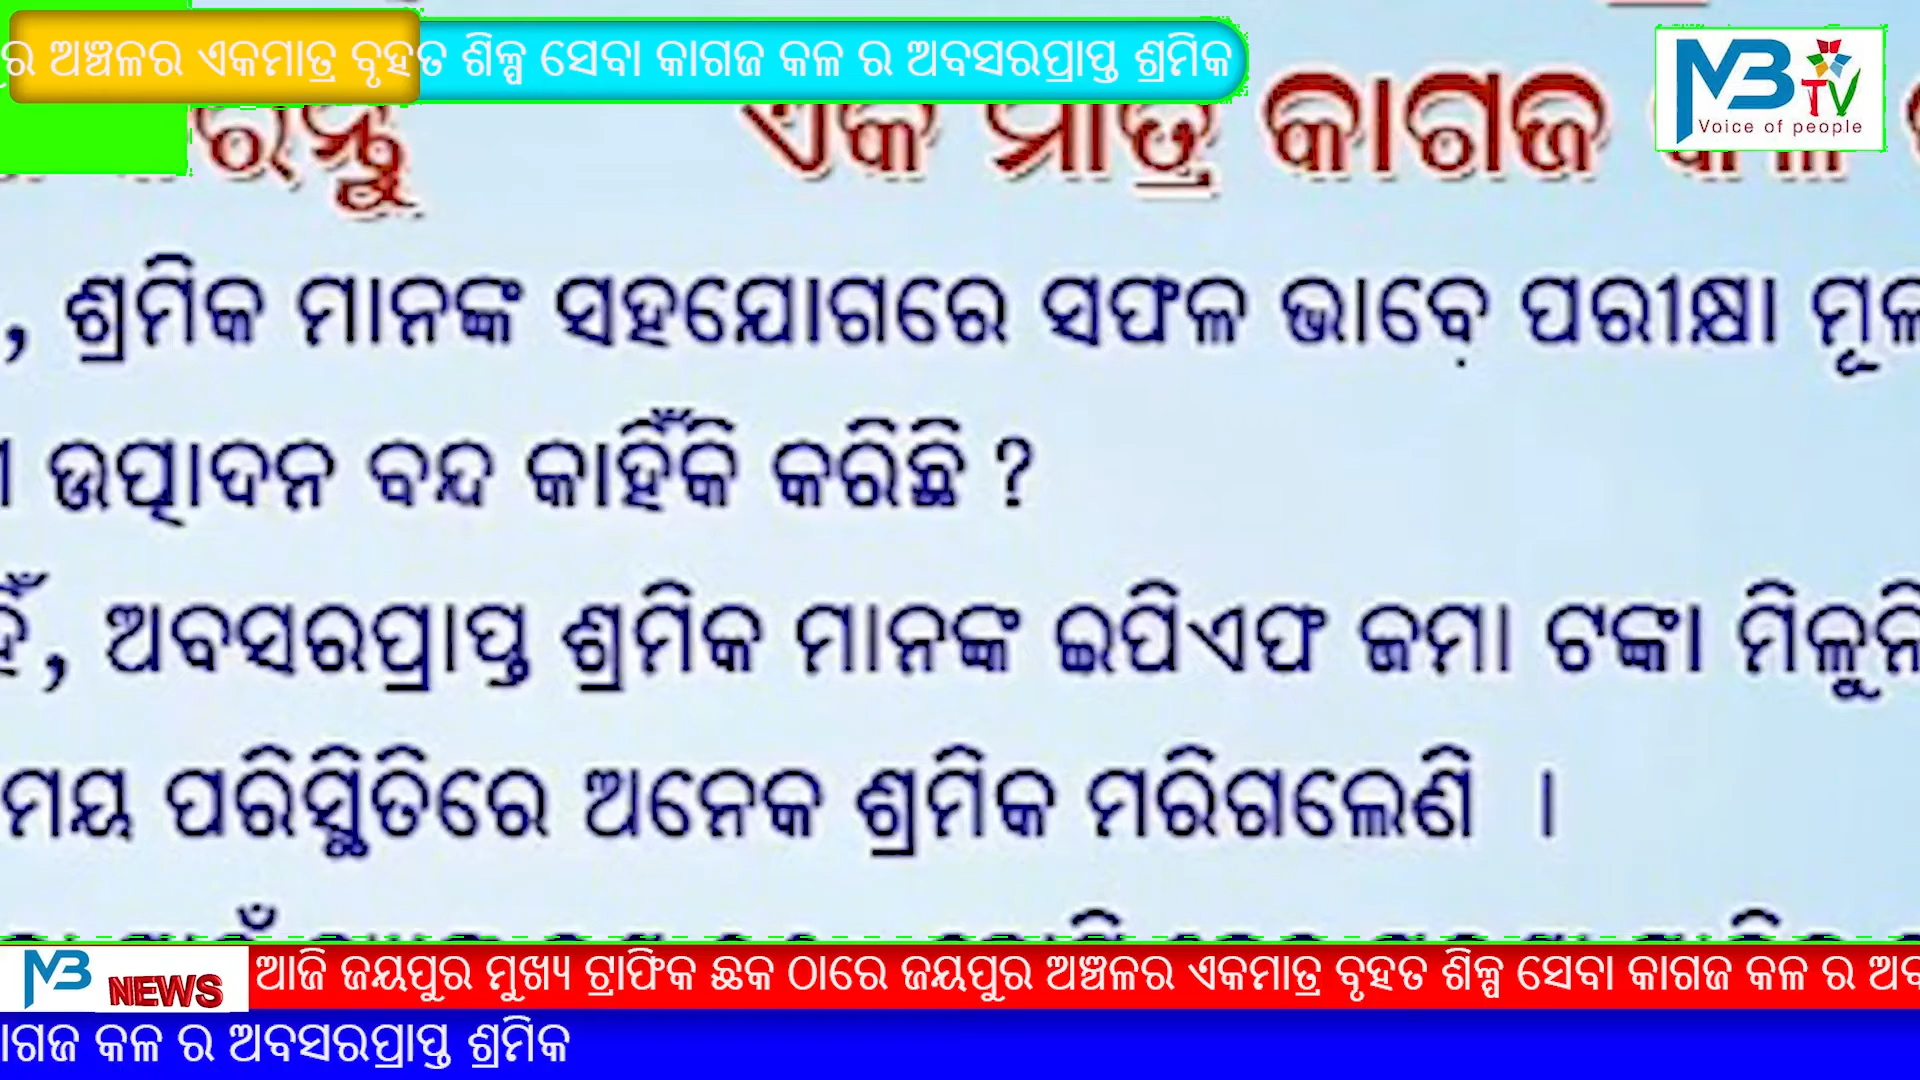 ର ଅଞ୍ଚଳର ଏକମାତ୍ର ବୃହତ ଶିଳ୍ପ ସେବା କାଗଜ କଳ ର ଅବସରପ୍ରାପ୍ତ ଶ୍ରମିକ
MB TV
Voice of people
ଏକ ମାତ୍ର କାଗଜ
, ଶ୍ରମିକ ମାନଙ୍କ ସହଯୋଗରେ ସଫଳ ଭାବେ ପରୀକ୍ଷା ମୂଳ
ଉତ୍ପାଦନ ବନ୍ଦ କାହିଁକି କରିଛି ?
, ଅବସରପ୍ରାପ୍ତ ଶ୍ରମିକ ମାନଙ୍କ ଇପିଏଫ ଜମା ଟଙ୍କା ମିଳୁନି
ମୟ ପରିସ୍ଥିତିରେ ଅନେକ ଶ୍ରମିକ ମରିଗଲେଣି ।
MB NEWS ଆଜି ଜୟପୁର ମୁଖ୍ୟ ଟ୍ରାଫିକ ଛକ ଠାରେ ଜୟପୁର ଅଞ୍ଚଳର ଏକମାତ୍ର ବୃହତ ଶିଳ୍ପ ସେବା କାଗଜ କଳ ର ଅବ
ାଗଜ କଳ ର ଅବସରପ୍ରାପ୍ତ ଶ୍ରମିକ